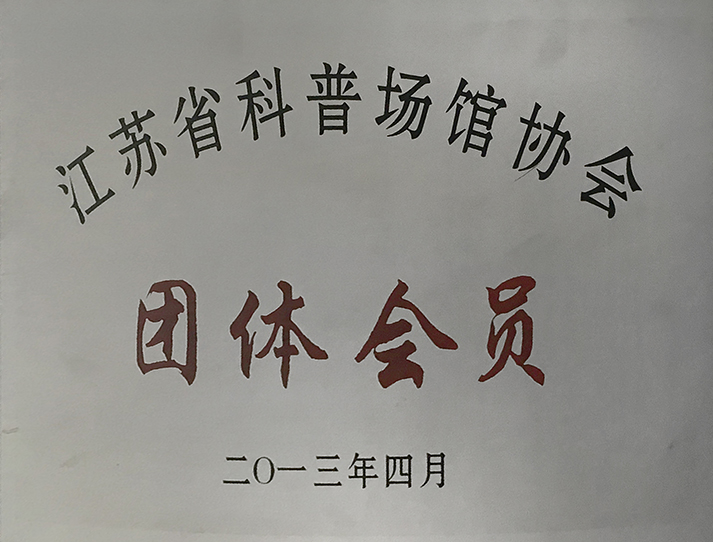 江苏省科普场馆协会
团体会员
二〇一三年四月